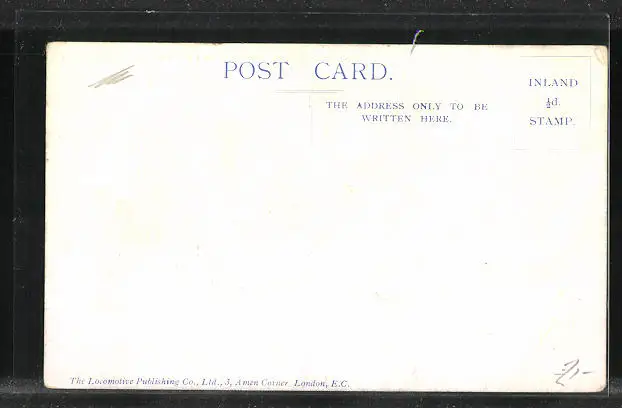 POST CARD.
THE ADDRESS ONLY TO BE
WRITTEN HERE.
INLAND
½d.
STAMP.
The Locomotive Publishing Co., Ltd., 3, Amen Corner, London, E.C.